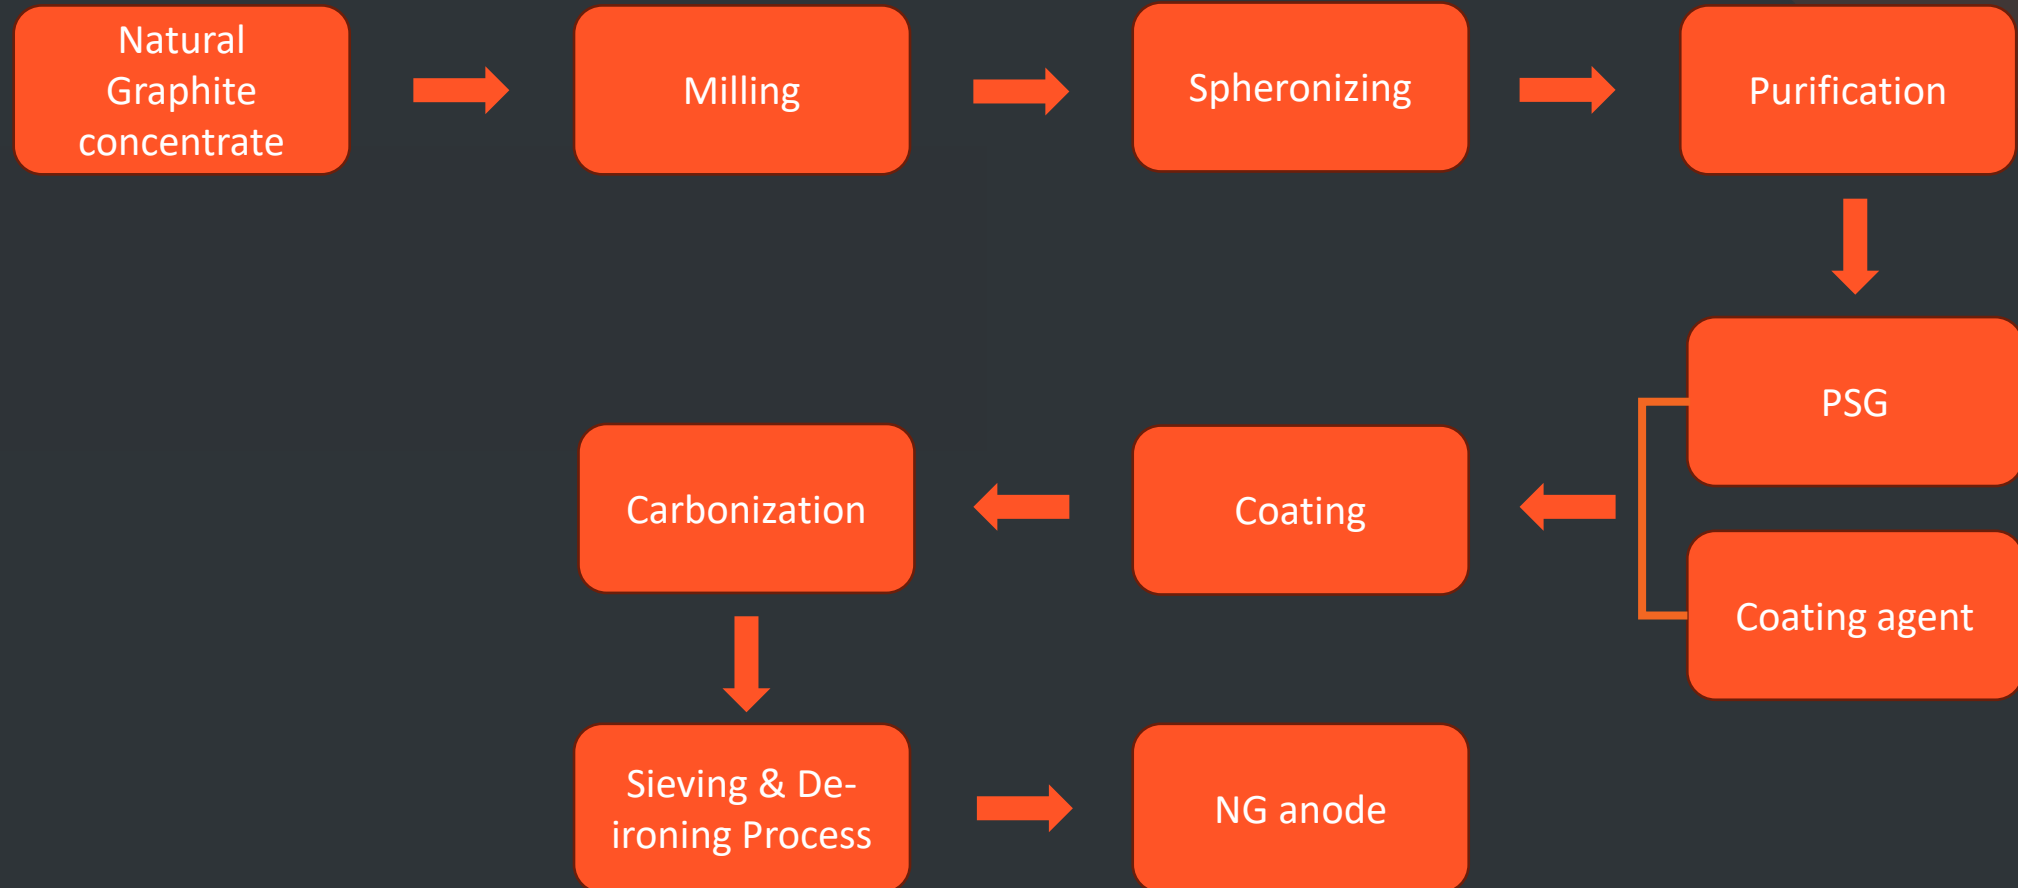 Natural
Graphite
concentrate
Milling
Spheronizing
Purification
PSG
Coating agent
Coating
Carbonization
Sieving & De-
ironing Process
NG anode